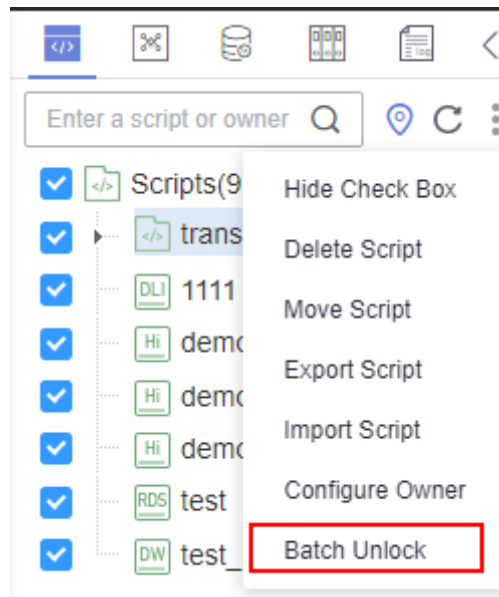 Enter a script or owner
Scripts(9
trans
1111
demo
demo
demo
test
test_
Hide Check Box
Delete Script
Move Script
Export Script
Import Script
Configure Owner
Batch Unlock
</>
log
</>
</>
DLI
Hi
Hi
Hi
RDS
DW